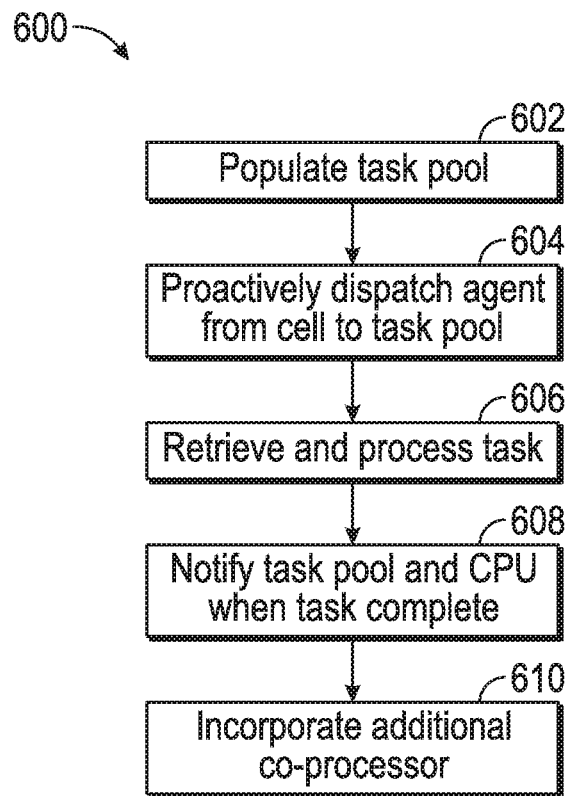 600
602
Populate task pool
604
Proactively dispatch agent
from cell to task pool
606
Retrieve and process task
608
Notify task pool and CPU
when task complete
610
Incorporate additional
co-processor